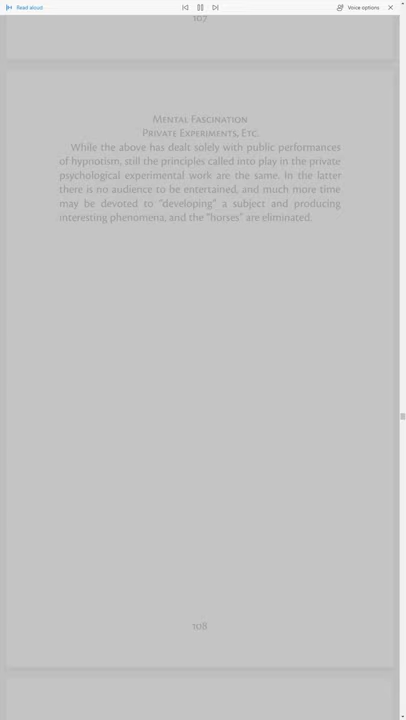 Read aloud
Voice options
107
Mental Fascination
Private Experiments, Etc.
While the above has dealt solely with public performances
of hypnotism, still the principles called into play in the private
psychological experimental work are the same. In the latter
there is no audience to be entertained, and much more time
may be devoted to "developing" a subject and producing
interesting phenomena, and the "horses" are eliminated.
108